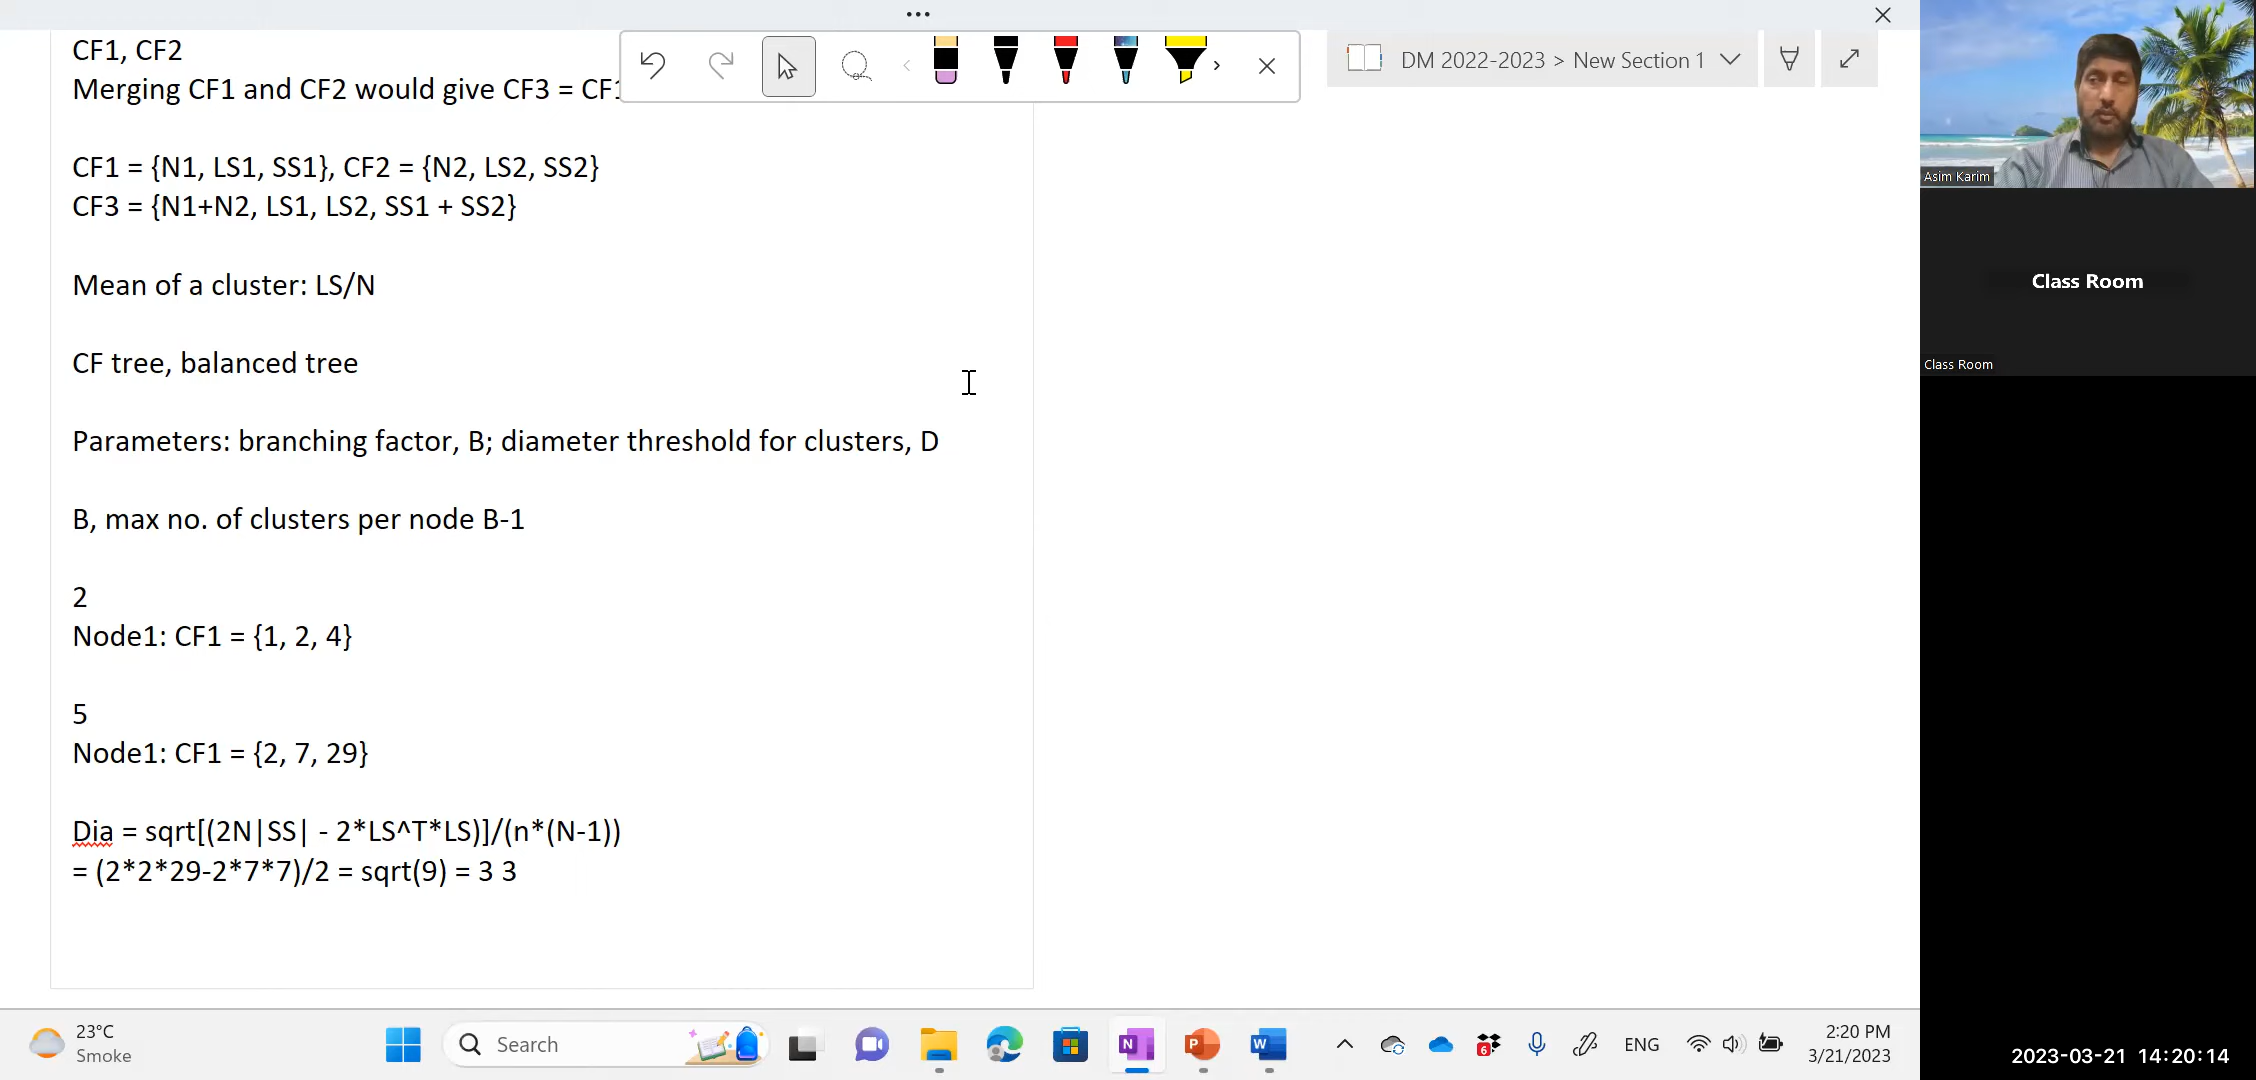 CF1, CF2
Merging CF1 and CF2 would give CF3 = CF1
DM 2022-2023 > New Section 1
CF1 = {N1, LS1, SS1}, CF2 = {N2, LS2, SS2}
CF3 = {N1+N2, LS1, LS2, SS1 + SS2}
Mean of a cluster: LS/N
CF tree, balanced tree
Parameters: branching factor, B; diameter threshold for clusters, D
B, max no. of clusters per node B-1
2
Node1: CF1 = {1, 2, 4}
5
Node1: CF1 = {2, 7, 29}
Dia = sqrt[(2N|SS| - 2*LS^T*LS)]/(n*(N-1))
= (2*2*29-2*7*7)/2 = sqrt(9) = 3 3
Asim Karim
Class Room
Class Room
23°C
Smoke
Search
N
P
W
6
ENG
2:20 PM
3/21/2023
2023-03-21 14:20:14